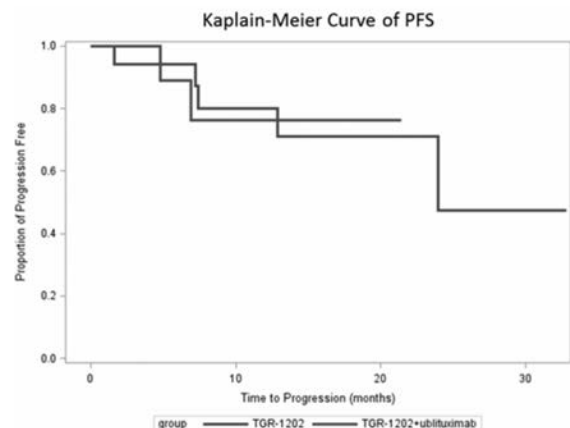 Kaplain-Meier Curve of PFS
Proportion of Progression Free
1.0
0.8
0.6
0.4
0.2
0.0
0 10 20 30
Time to Progression (months)
group TGR-1202 TGR-1202+ublituximab